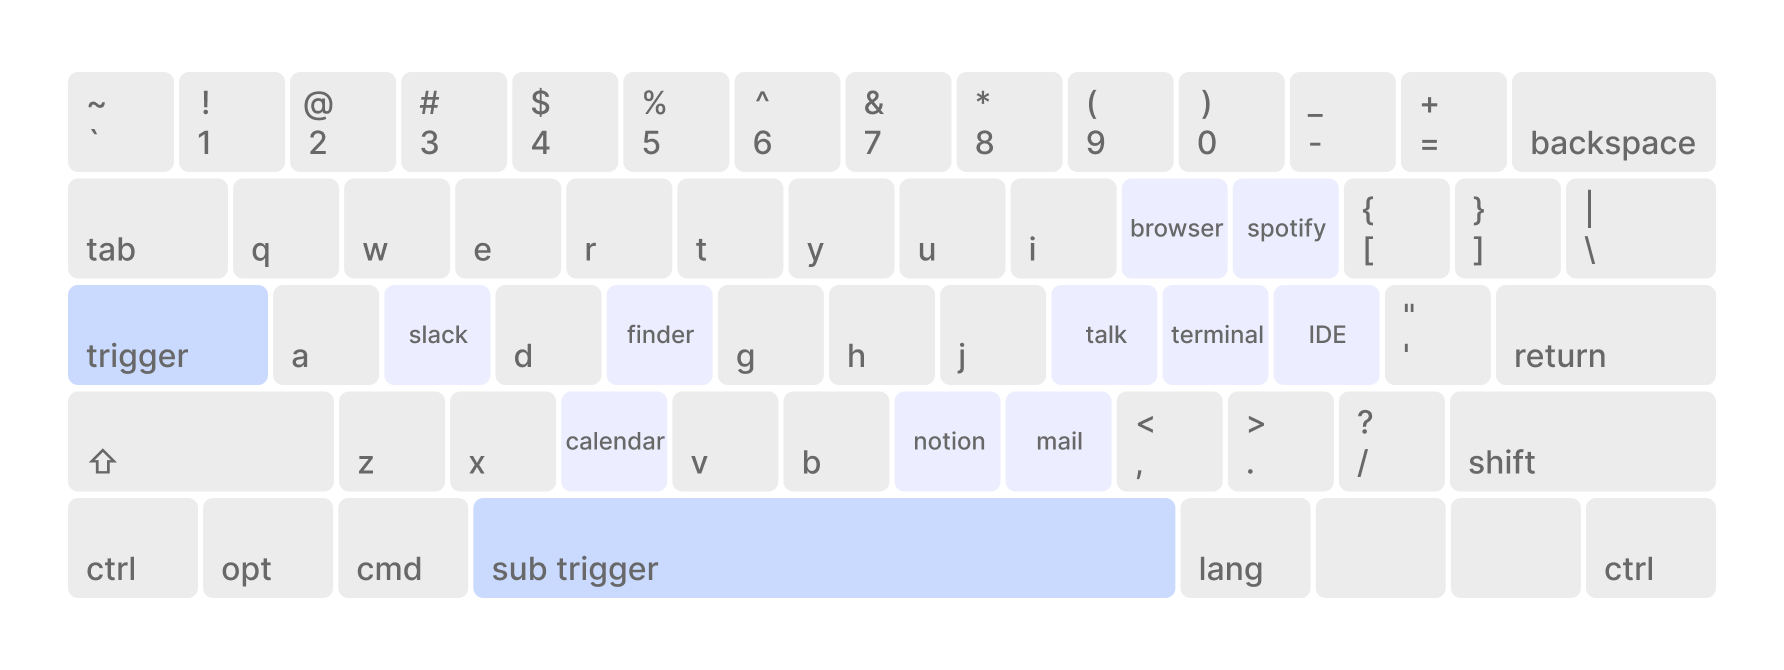 ~ ! @ # $ % ^ & * ( ) _ +
` 1 2 3 4 5 6 7 8 9 0 - = backspace
tab q w e r t y u i browser spotify { } |
[ ] \
trigger a slack d finder g h j talk terminal IDE "
' return
⇧ z x calendar v b notion mail < > ?
, . / shift
ctrl opt cmd sub trigger lang ctrl